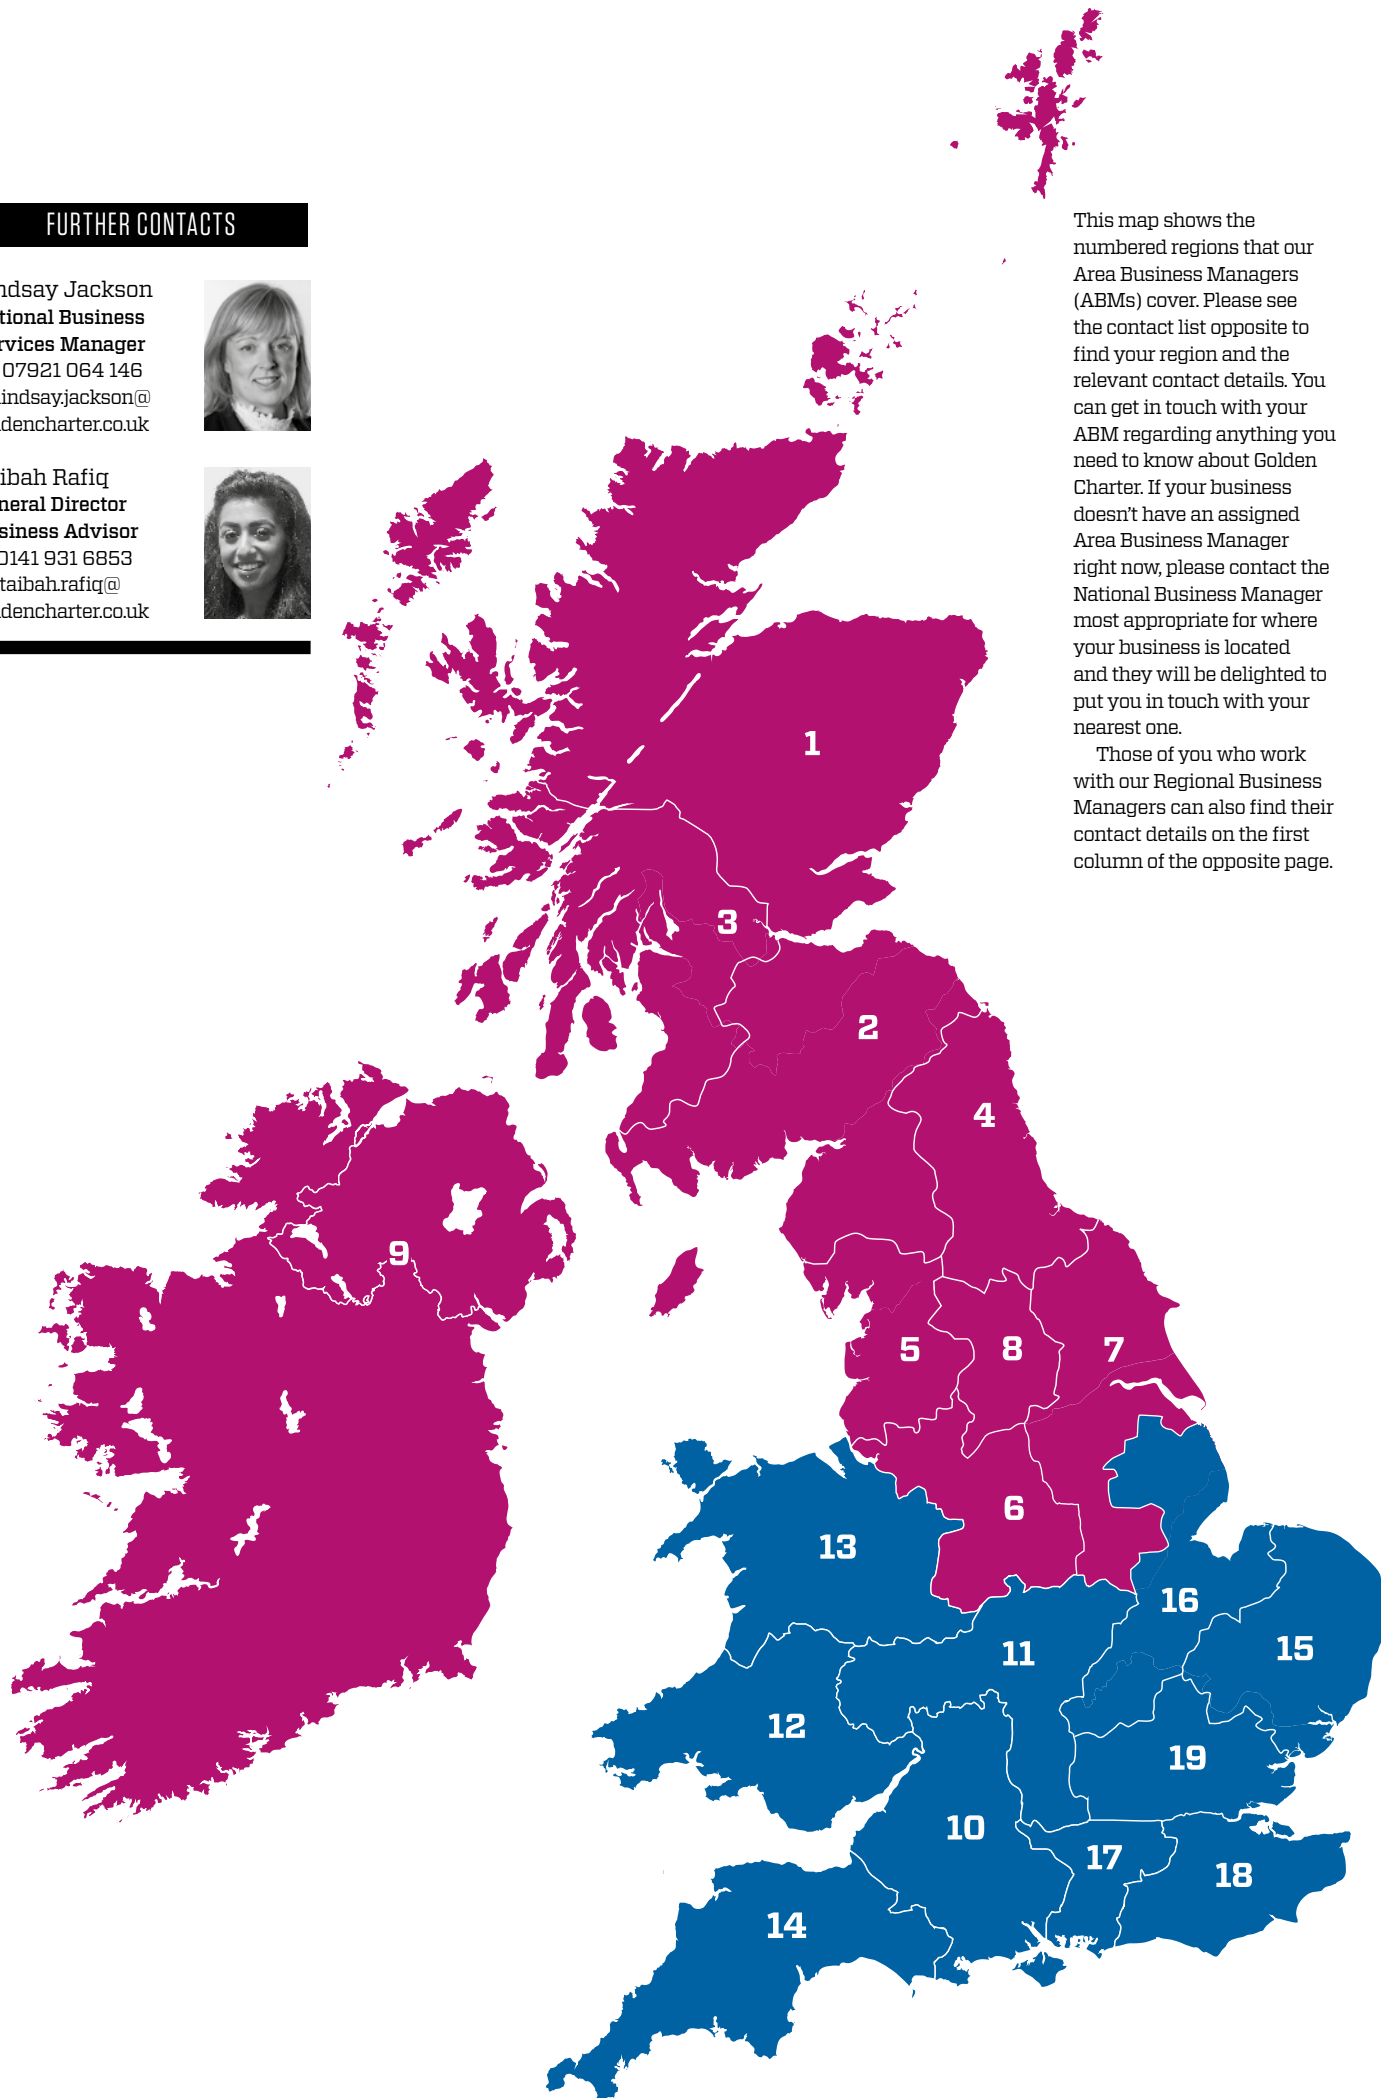 FURTHER CONTACTS
ndsay Jackson
tional Business
rvices Manager
07921 064 146
lindsay.jackson@
dencharter.co.uk
ibah Rafiq
neral Director
siness Advisor
0141 931 6853
taibah.rafiq@
dencharter.co.uk
This map shows the
numbered regions that our
Area Business Managers
(ABMs) cover. Please see
the contact list opposite to
find your region and the
relevant contact details. You
can get in touch with your
ABM regarding anything you
need to know about Golden
Charter. If your business
doesn't have an assigned
Area Business Manager
right now, please contact the
National Business Manager
most appropriate for where
your business is located
and they will be delighted to
put you in touch with your
nearest one.
Those of you who work
with our Regional Business
Managers can also find their
contact details on the first
column of the opposite page.
1
3
2
4
9
5
8
7
6
13
16
11
15
12
19
10
17
18
14